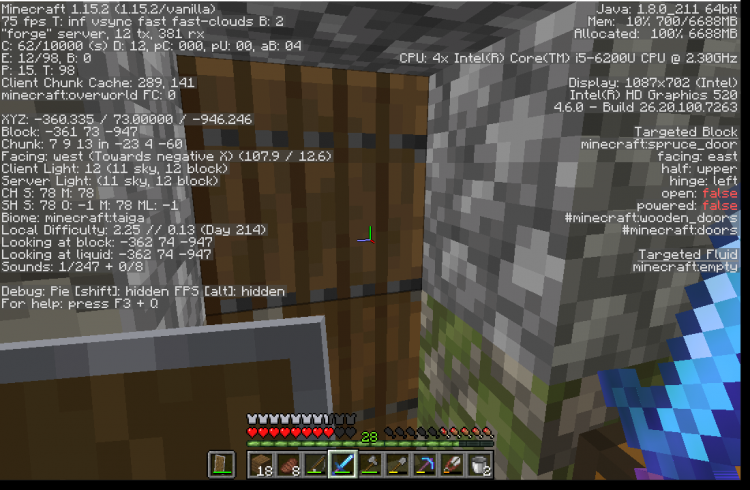 Minecraft 1.15.2 (1.15.2/vanilla)
75 fps T: inf vsync fast fast-clouds B: 2
"forge" server, 12 tx, 381 rx
C: 62/10000 (s) D: 12, pC: 000, pU: 00, aB: 04
E: 12/98, B: 0
P: 15. T: 98
Client Chunk Cache: 289, 141
minecraft:overworld FC: 0
XYZ: -360.335 / 73.00000 / -946.246
Block: -361 73 -947
Chunk: 7 9 13 in -23 4 -60
Facing: west (Towards negative X) (107.9 / 12.6)
Client Light: 12 (11 sky, 12 block)
Server Light: (11 sky, 12 block)
CH S: 78 M: 78
SH S: 78 O: -1 M: 78 ML: -1
Biome: minecraft:taiga
Local Difficulty: 2.25 // 0.13 (Day 214)
Looking at block: -362 74 -947
Looking at liquid: -362 74 -947
Sounds: 1/247 + 0/8
Debug: Pie [shift]: hidden FPS [alt]: hidden
For help: press F3 + Q
Java: 1.8.0_211 64bit
Mem: 10% 700/6688MB
Allocated: 100% 6688MB
CPU: 4x Intel(R) Core(TM) i5-6200U CPU @ 2.30GHz
Display: 1087x702 (Intel)
Intel(R) HD Graphics 520
4.6.0 - Build 26.20.100.7263
Targeted Block
minecraft:spruce_door
facing: east
half: upper
hinge: left
open: false
powered: false
#minecraft:wooden_doors
#minecraft:doors
Targeted Fluid
minecraft:empty
28
18
8
2